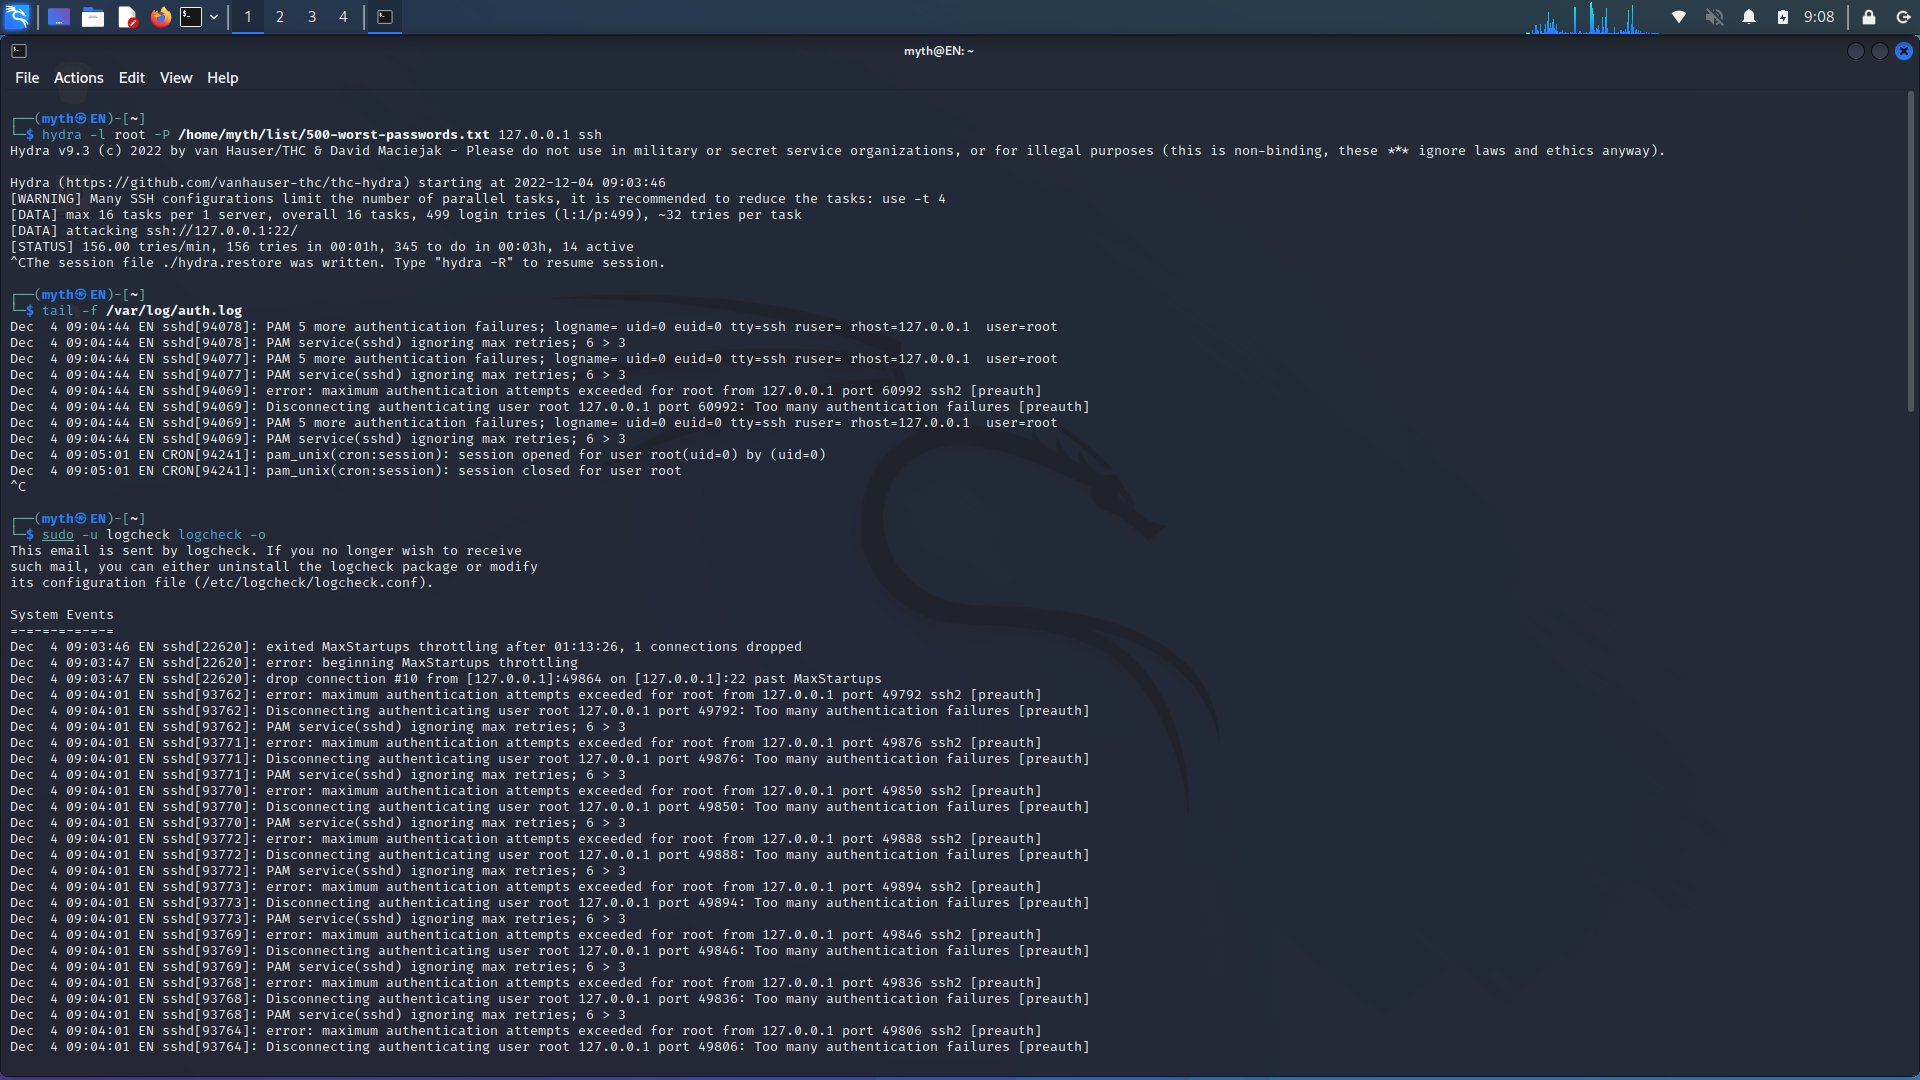 1 2 3 4 9:08
myth@EN: ~
File Actions Edit View Help
┌──(myth㉿EN)-[~]
└─$ hydra -l root -P /home/myth/list/500-worst-passwords.txt 127.0.0.1 ssh
Hydra v9.3 (c) 2022 by van Hauser/THC & David Maciejak - Please do not use in military or secret service organizations, or for illegal purposes (this is non-binding, these *** ignore laws and ethics anyway).
Hydra (https://github.com/vanhauser-thc/thc-hydra) starting at 2022-12-04 09:03:46
[WARNING] Many SSH configurations limit the number of parallel tasks, it is recommended to reduce the tasks: use -t 4
[DATA] max 16 tasks per 1 server, overall 16 tasks, 499 login tries (l:1/p:499), ~32 tries per task
[DATA] attacking ssh://127.0.0.1:22/
[STATUS] 156.00 tries/min, 156 tries in 00:01h, 345 to do in 00:03h, 14 active
^CThe session file ./hydra.restore was written. Type "hydra -R" to resume session.
┌──(myth㉿EN)-[~]
└─$ tail -f /var/log/auth.log
Dec  4 09:04:44 EN sshd[94078]: PAM 5 more authentication failures; logname= uid=0 euid=0 tty=ssh ruser= rhost=127.0.0.1  user=root
Dec  4 09:04:44 EN sshd[94078]: PAM service(sshd) ignoring max retries; 6 > 3
Dec  4 09:04:44 EN sshd[94077]: PAM 5 more authentication failures; logname= uid=0 euid=0 tty=ssh ruser= rhost=127.0.0.1  user=root
Dec  4 09:04:44 EN sshd[94077]: PAM service(sshd) ignoring max retries; 6 > 3
Dec  4 09:04:44 EN sshd[94069]: error: maximum authentication attempts exceeded for root from 127.0.0.1 port 60992 ssh2 [preauth]
Dec  4 09:04:44 EN sshd[94069]: Disconnecting authenticating user root 127.0.0.1 port 60992: Too many authentication failures [preauth]
Dec  4 09:04:44 EN sshd[94069]: PAM 5 more authentication failures; logname= uid=0 euid=0 tty=ssh ruser= rhost=127.0.0.1  user=root
Dec  4 09:04:44 EN sshd[94069]: PAM service(sshd) ignoring max retries; 6 > 3
Dec  4 09:05:01 EN CRON[94241]: pam_unix(cron:session): session opened for user root(uid=0) by (uid=0)
Dec  4 09:05:01 EN CRON[94241]: pam_unix(cron:session): session closed for user root
^C
┌──(myth㉿EN)-[~]
└─$ sudo -u logcheck logcheck -o
This email is sent by logcheck. If you no longer wish to receive
such mail, you can either uninstall the logcheck package or modify
its configuration file (/etc/logcheck/logcheck.conf).
System Events
=-=-=-=-=-=-=
Dec  4 09:03:46 EN sshd[22620]: exited MaxStartups throttling after 01:13:26, 1 connections dropped
Dec  4 09:03:47 EN sshd[22620]: error: beginning MaxStartups throttling
Dec  4 09:03:47 EN sshd[22620]: drop connection #10 from [127.0.0.1]:49864 on [127.0.0.1]:22 past MaxStartups
Dec  4 09:04:01 EN sshd[93762]: error: maximum authentication attempts exceeded for root from 127.0.0.1 port 49792 ssh2 [preauth]
Dec  4 09:04:01 EN sshd[93762]: Disconnecting authenticating user root 127.0.0.1 port 49792: Too many authentication failures [preauth]
Dec  4 09:04:01 EN sshd[93762]: PAM service(sshd) ignoring max retries; 6 > 3
Dec  4 09:04:01 EN sshd[93771]: error: maximum authentication attempts exceeded for root from 127.0.0.1 port 49876 ssh2 [preauth]
Dec  4 09:04:01 EN sshd[93771]: Disconnecting authenticating user root 127.0.0.1 port 49876: Too many authentication failures [preauth]
Dec  4 09:04:01 EN sshd[93771]: PAM service(sshd) ignoring max retries; 6 > 3
Dec  4 09:04:01 EN sshd[93770]: error: maximum authentication attempts exceeded for root from 127.0.0.1 port 49850 ssh2 [preauth]
Dec  4 09:04:01 EN sshd[93770]: Disconnecting authenticating user root 127.0.0.1 port 49850: Too many authentication failures [preauth]
Dec  4 09:04:01 EN sshd[93770]: PAM service(sshd) ignoring max retries; 6 > 3
Dec  4 09:04:01 EN sshd[93772]: error: maximum authentication attempts exceeded for root from 127.0.0.1 port 49888 ssh2 [preauth]
Dec  4 09:04:01 EN sshd[93772]: Disconnecting authenticating user root 127.0.0.1 port 49888: Too many authentication failures [preauth]
Dec  4 09:04:01 EN sshd[93772]: PAM service(sshd) ignoring max retries; 6 > 3
Dec  4 09:04:01 EN sshd[93773]: error: maximum authentication attempts exceeded for root from 127.0.0.1 port 49894 ssh2 [preauth]
Dec  4 09:04:01 EN sshd[93773]: Disconnecting authenticating user root 127.0.0.1 port 49894: Too many authentication failures [preauth]
Dec  4 09:04:01 EN sshd[93773]: PAM service(sshd) ignoring max retries; 6 > 3
Dec  4 09:04:01 EN sshd[93769]: error: maximum authentication attempts exceeded for root from 127.0.0.1 port 49846 ssh2 [preauth]
Dec  4 09:04:01 EN sshd[93769]: Disconnecting authenticating user root 127.0.0.1 port 49846: Too many authentication failures [preauth]
Dec  4 09:04:01 EN sshd[93769]: PAM service(sshd) ignoring max retries; 6 > 3
Dec  4 09:04:01 EN sshd[93768]: error: maximum authentication attempts exceeded for root from 127.0.0.1 port 49836 ssh2 [preauth]
Dec  4 09:04:01 EN sshd[93768]: Disconnecting authenticating user root 127.0.0.1 port 49836: Too many authentication failures [preauth]
Dec  4 09:04:01 EN sshd[93768]: PAM service(sshd) ignoring max retries; 6 > 3
Dec  4 09:04:01 EN sshd[93764]: error: maximum authentication attempts exceeded for root from 127.0.0.1 port 49806 ssh2 [preauth]
Dec  4 09:04:01 EN sshd[93764]: Disconnecting authenticating user root 127.0.0.1 port 49806: Too many authentication failures [preauth]